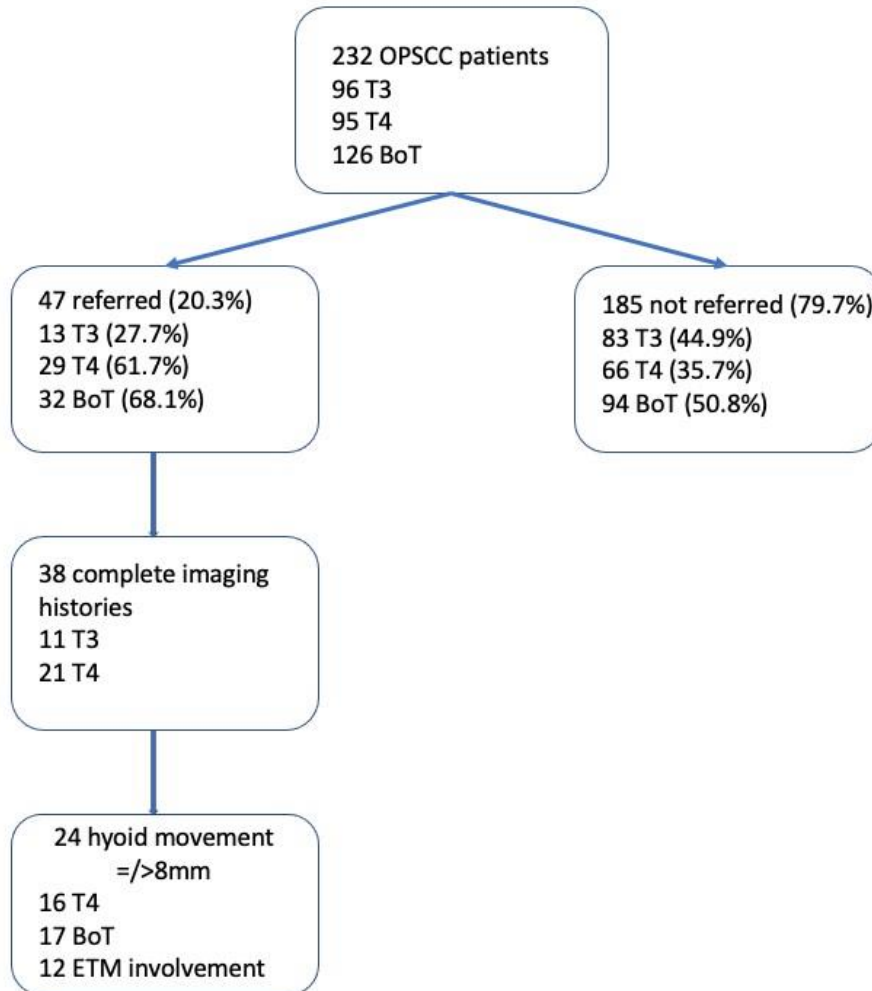 232 OPSCC patients
96 T3
95 T4
126 BoT
47 referred (20.3%)
13 T3 (27.7%)
29 T4 (61.7%)
32 BoT (68.1%)
185 not referred (79.7%)
83 T3 (44.9%)
66 T4 (35.7%)
94 BoT (50.8%)
38 complete imaging
histories
11 T3
21 T4
24 hyoid movement
=/>8mm
16 T4
17 BoT
12 ETM involvement